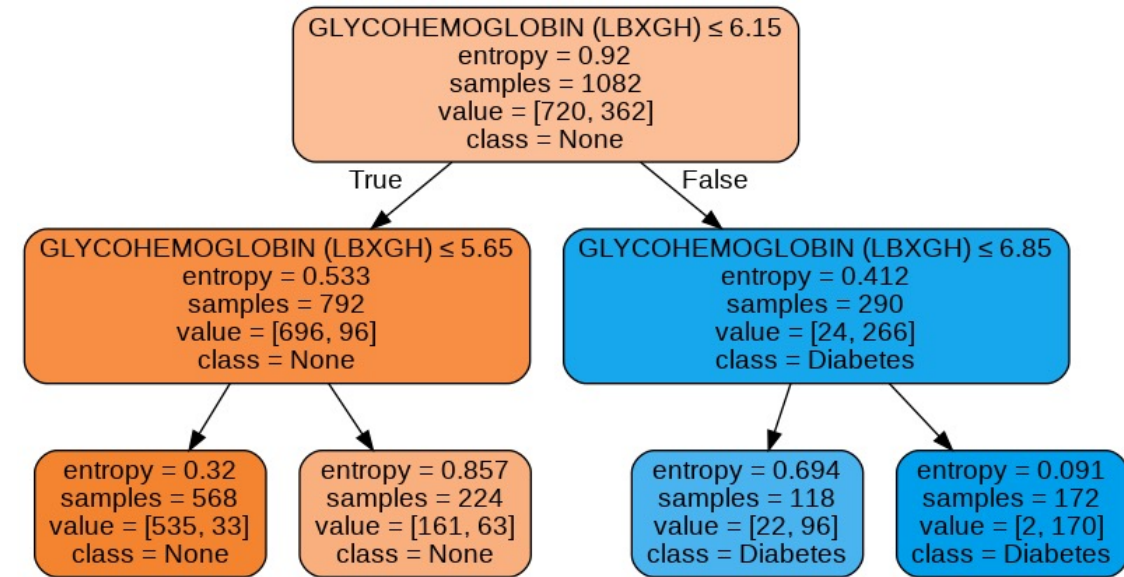 GLYCOHEMOGLOBIN (LBXGH) ≤ 6.15
entropy = 0.92
samples = 1082
value = [720, 362]
class = None
True
False
GLYCOHEMOGLOBIN (LBXGH) ≤ 5.65
entropy = 0.533
samples = 792
value = [696, 96]
class = None
GLYCOHEMOGLOBIN (LBXGH) ≤ 6.85
entropy = 0.412
samples = 290
value = [24, 266]
class = Diabetes
entropy = 0.32
samples = 568
value = [535, 33]
class = None
entropy = 0.857
samples = 224
value = [161, 63]
class = None
entropy = 0.694
samples = 118
value = [22, 96]
class = Diabetes
entropy = 0.091
samples = 172
value = [2, 170]
class = Diabetes